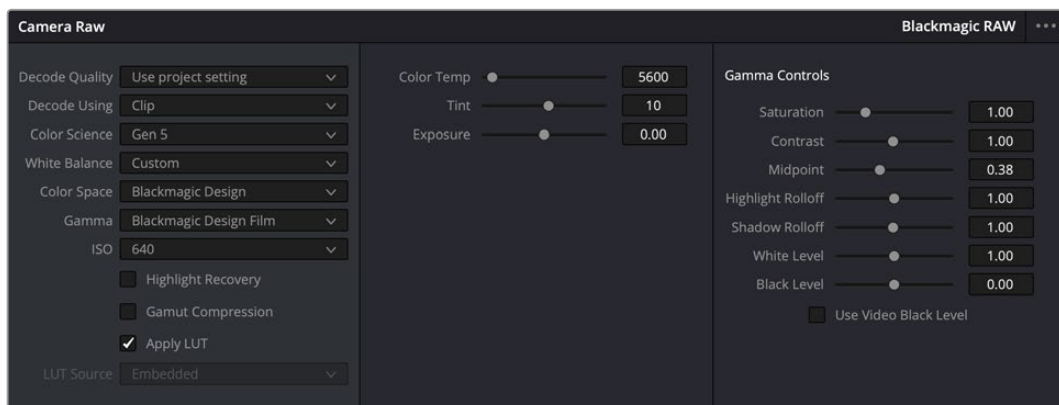 Camera Raw
Blackmagic RAW
Decode Quality Use project setting
Decode Using Clip
Color Science Gen 5
White Balance Custom
Color Space Blackmagic Design
Gamma Blackmagic Design Film
ISO 640
Highlight Recovery
Gamut Compression
Apply LUT
LUT Source Embedded
Color Temp 5600
Tint 10
Exposure 0.00
Gamma Controls
Saturation 1.00
Contrast 1.00
Midpoint 0.38
Highlight Rolloff 1.00
Shadow Rolloff 1.00
White Level 1.00
Black Level 0.00
Use Video Black Level